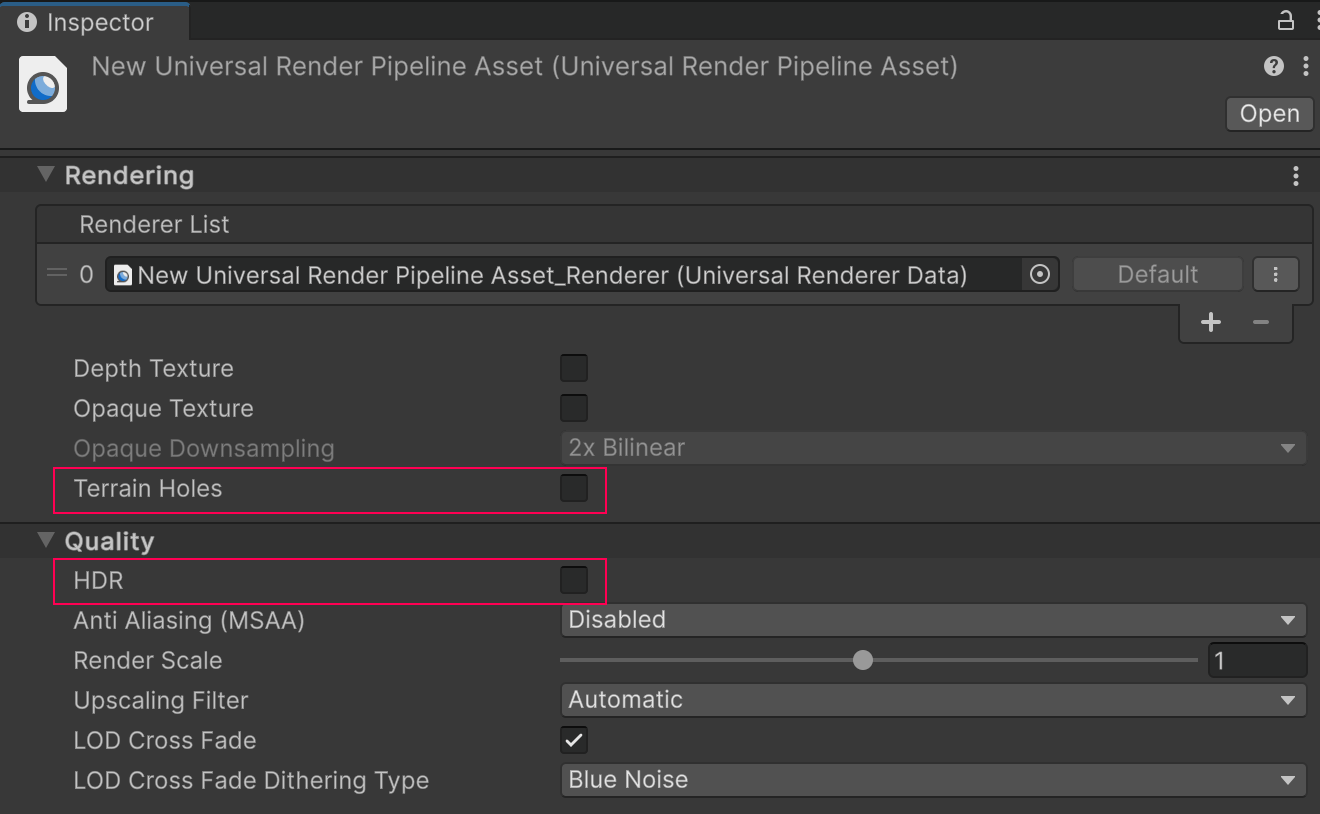 Inspector
New Universal Render Pipeline Asset (Universal Render Pipeline Asset)
Open
Rendering
Renderer List
0 New Universal Render Pipeline Asset_Renderer (Universal Renderer Data) Default
Depth Texture
Opaque Texture
Opaque Downsampling 2x Bilinear
Terrain Holes
Quality
HDR
Anti Aliasing (MSAA) Disabled
Render Scale 1
Upscaling Filter Automatic
LOD Cross Fade
LOD Cross Fade Dithering Type Blue Noise